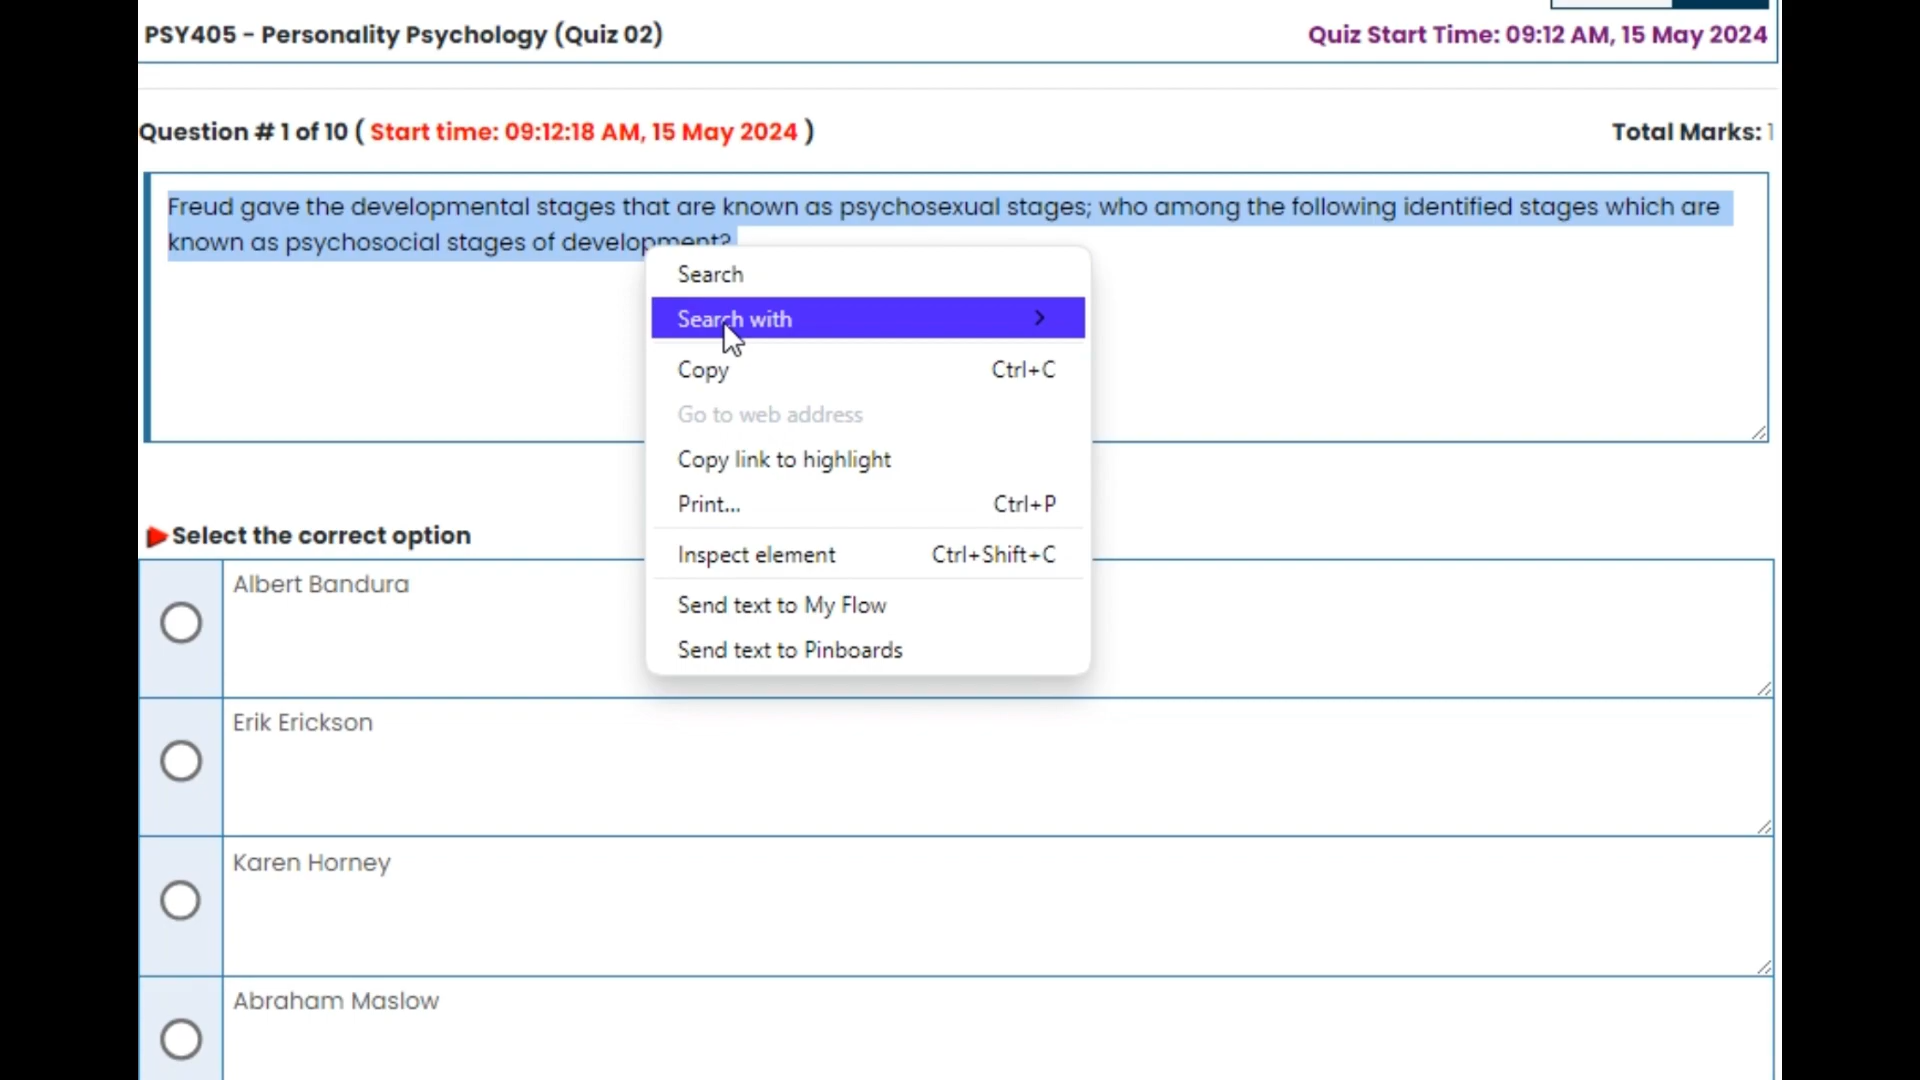 PSY405 - Personality Psychology (Quiz 02)
Quiz Start Time: 09:12 AM, 15 May 2024
Question # 1 of 10 ( Start time: 09:12:18 AM, 15 May 2024 )
Total Marks: 1
Freud gave the developmental stages that are known as psychosexual stages; who among the following identified stages which are
known as psychosocial stages of development?
Search
Search with
Copy Ctrl+C
Go to web address
Copy link to highlight
Print... Ctrl+P
Inspect element Ctrl+Shift+C
Send text to My Flow
Send text to Pinboards
Select the correct option
Albert Bandura
Erik Erickson
Karen Horney
Abraham Maslow